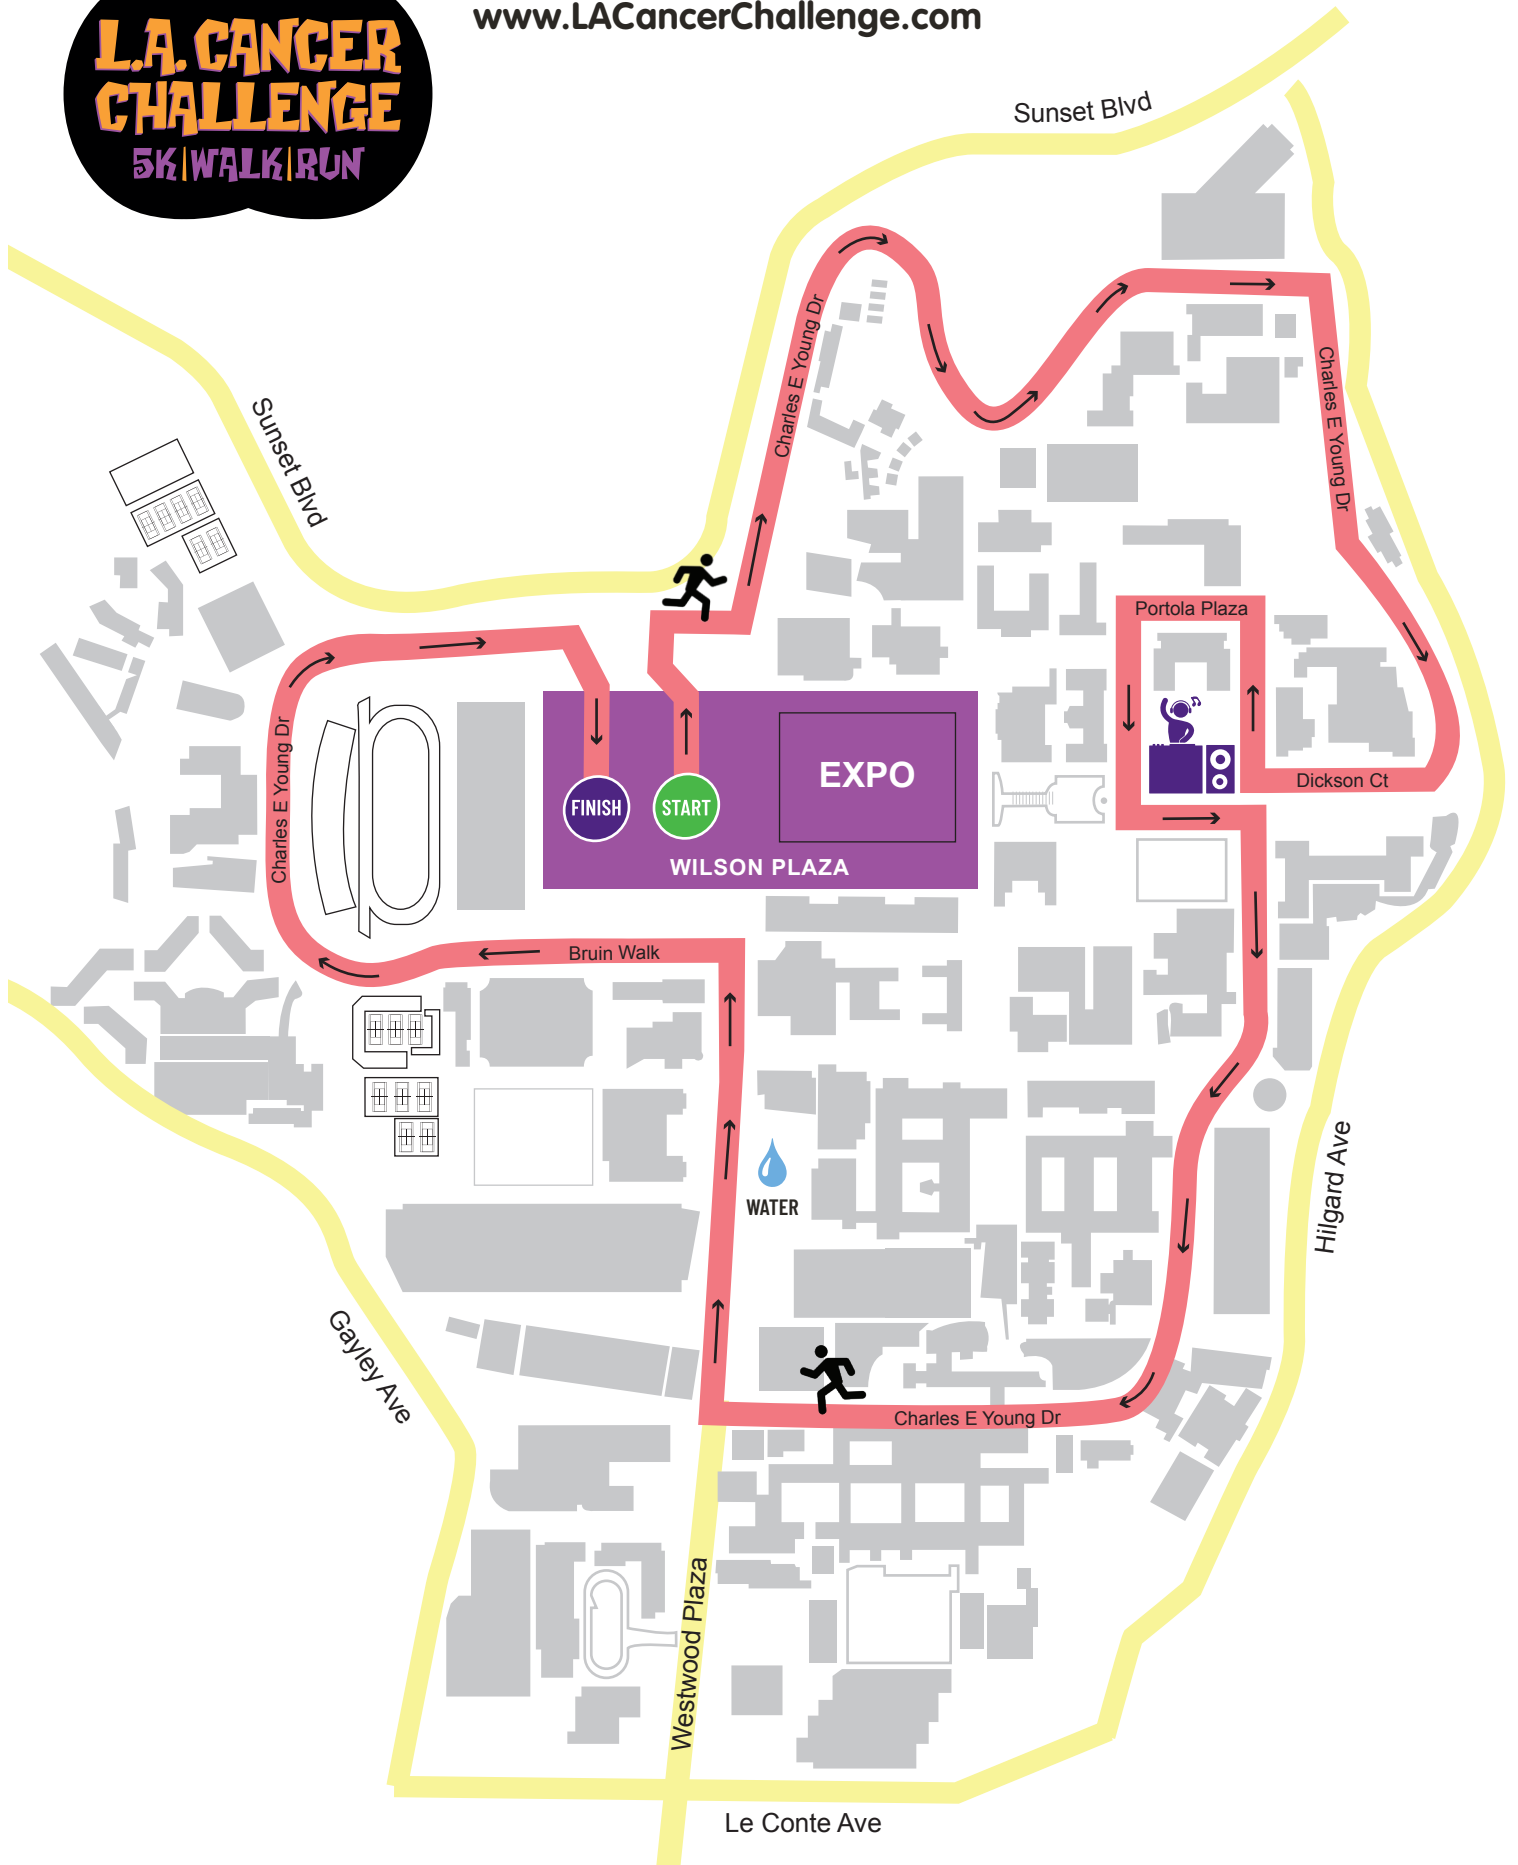 www.LACancerChallenge.com
L.A. CANCER
CHALLENGE
5K|WALK|RUN
Sunset Blvd
Charles E Young Dr
Charles E Young Dr
Sunset Blvd
Portola Plaza
Dickson Ct
Charles E Young Dr
EXPO
FINISH
START
WILSON PLAZA
Bruin Walk
WATER
Hilgard Ave
Gayley Ave
Charles E Young Dr
Westwood Plaza
Le Conte Ave